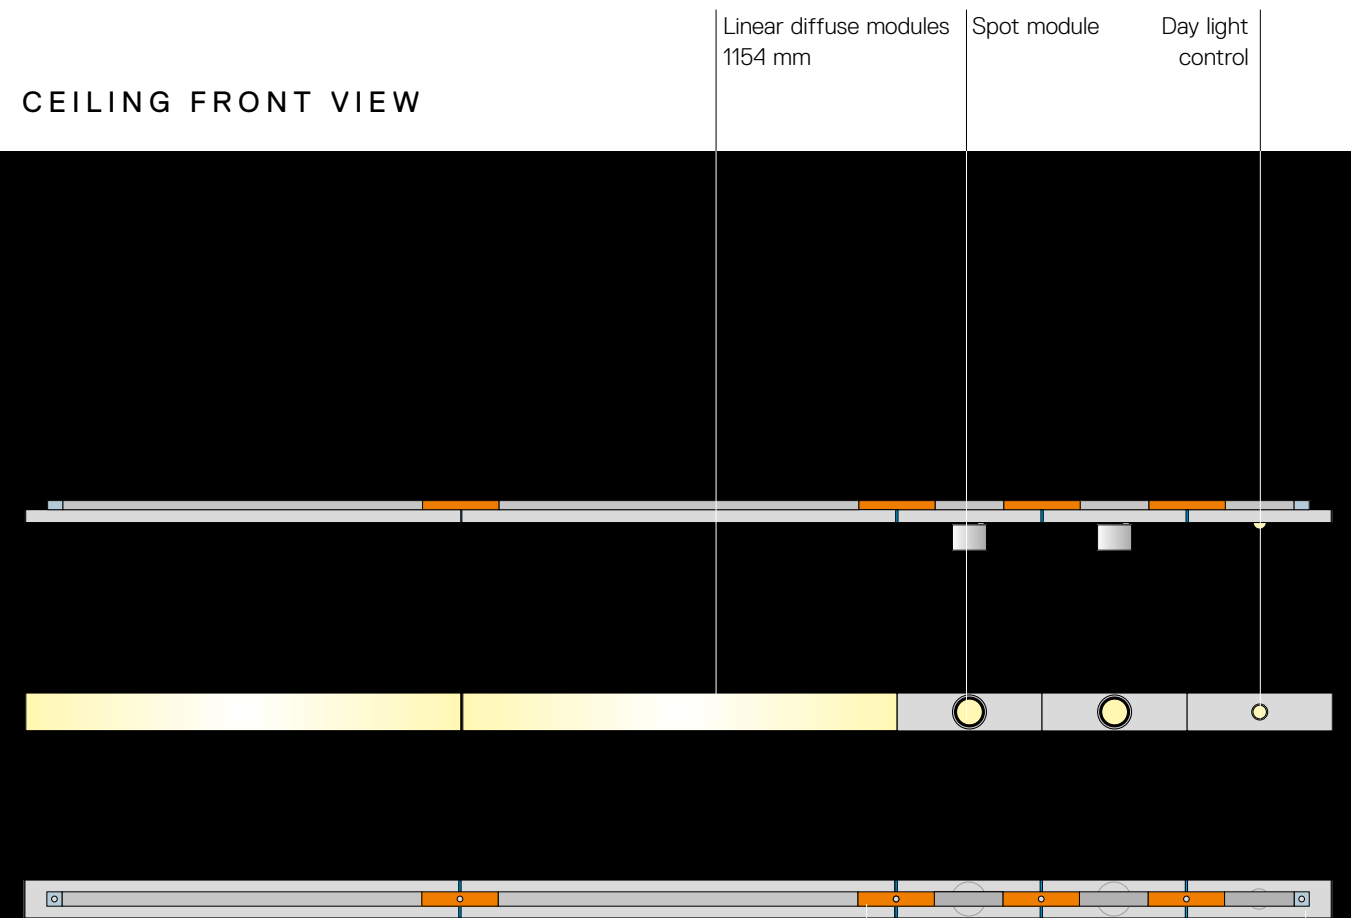 Linear diffuse modules
1154 mm
Spot module
Day light
control
CEILING FRONT VIEW